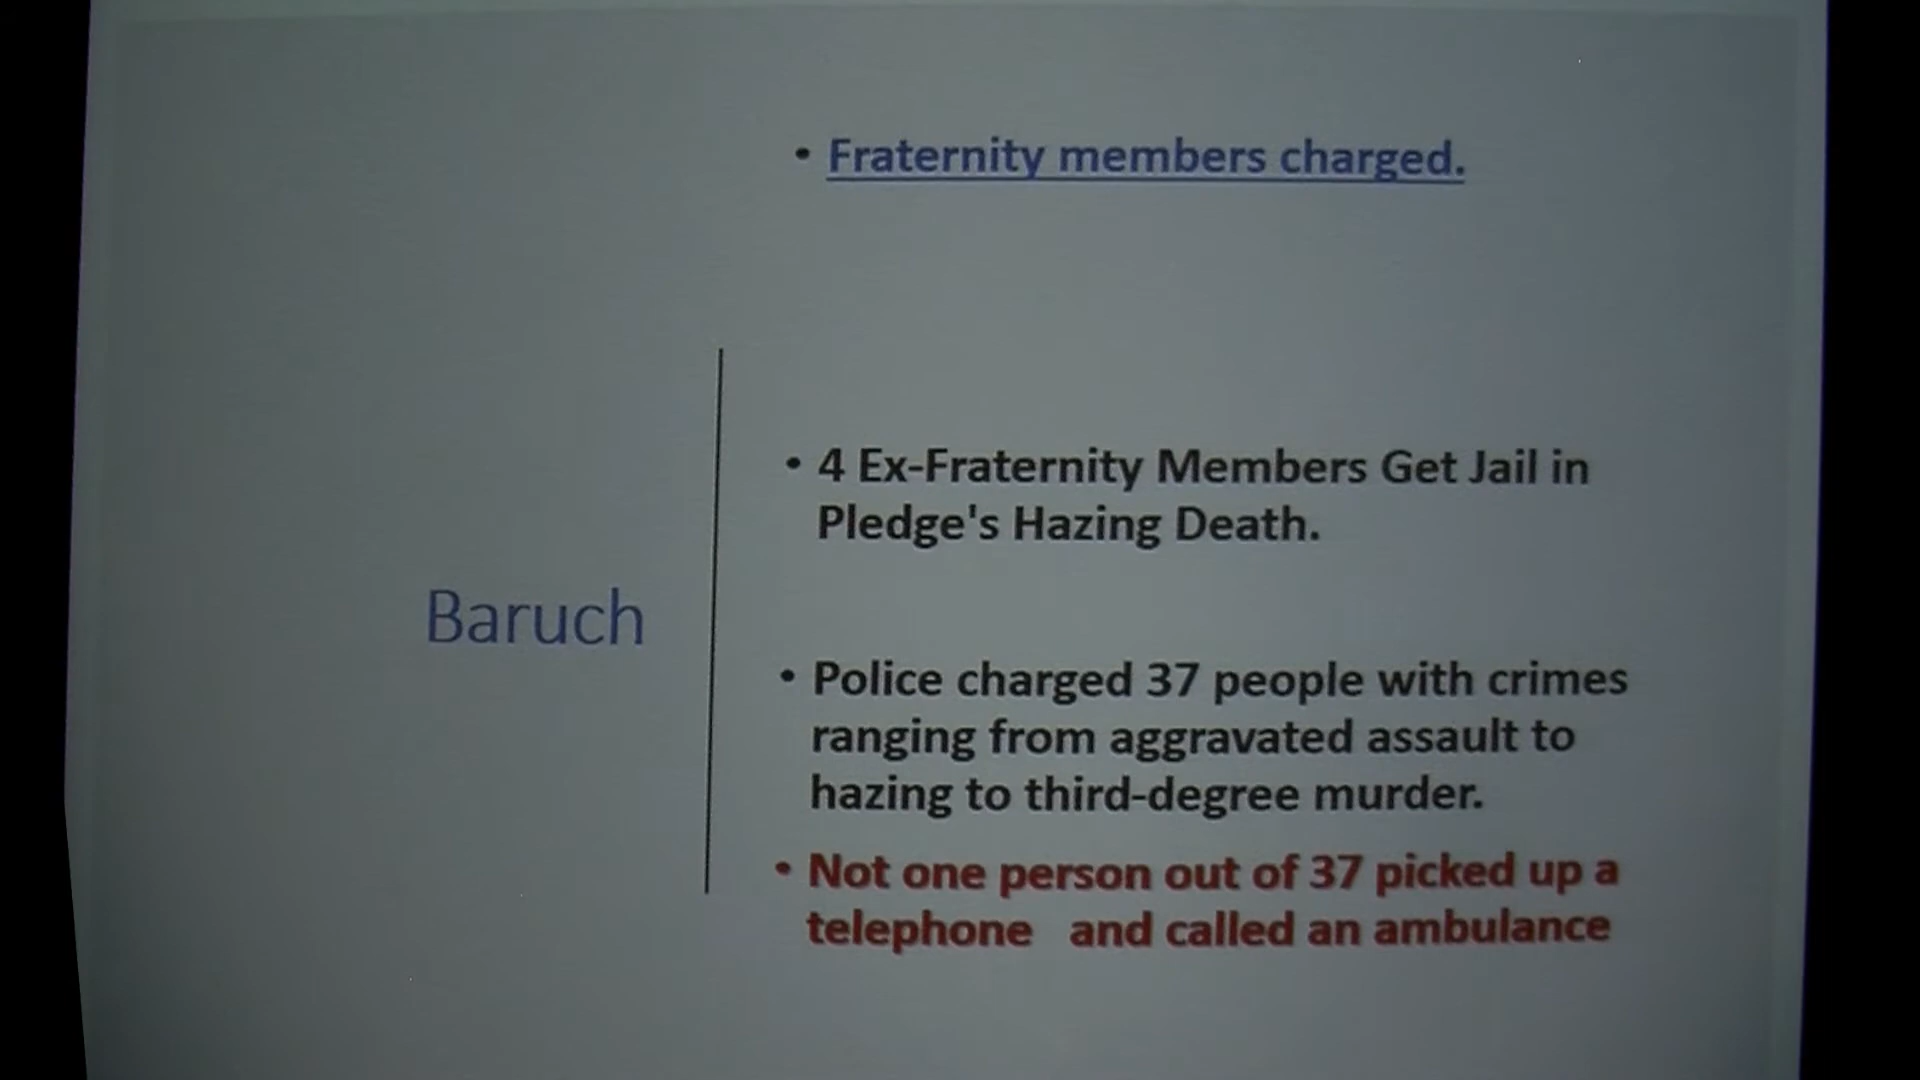 Baruch
• Fraternity members charged.
• 4 Ex-Fraternity Members Get Jail in
Pledge's Hazing Death.
• Police charged 37 people with crimes
ranging from aggravated assault to
hazing to third-degree murder.
• Not one person out of 37 picked up a
telephone and called an ambulance